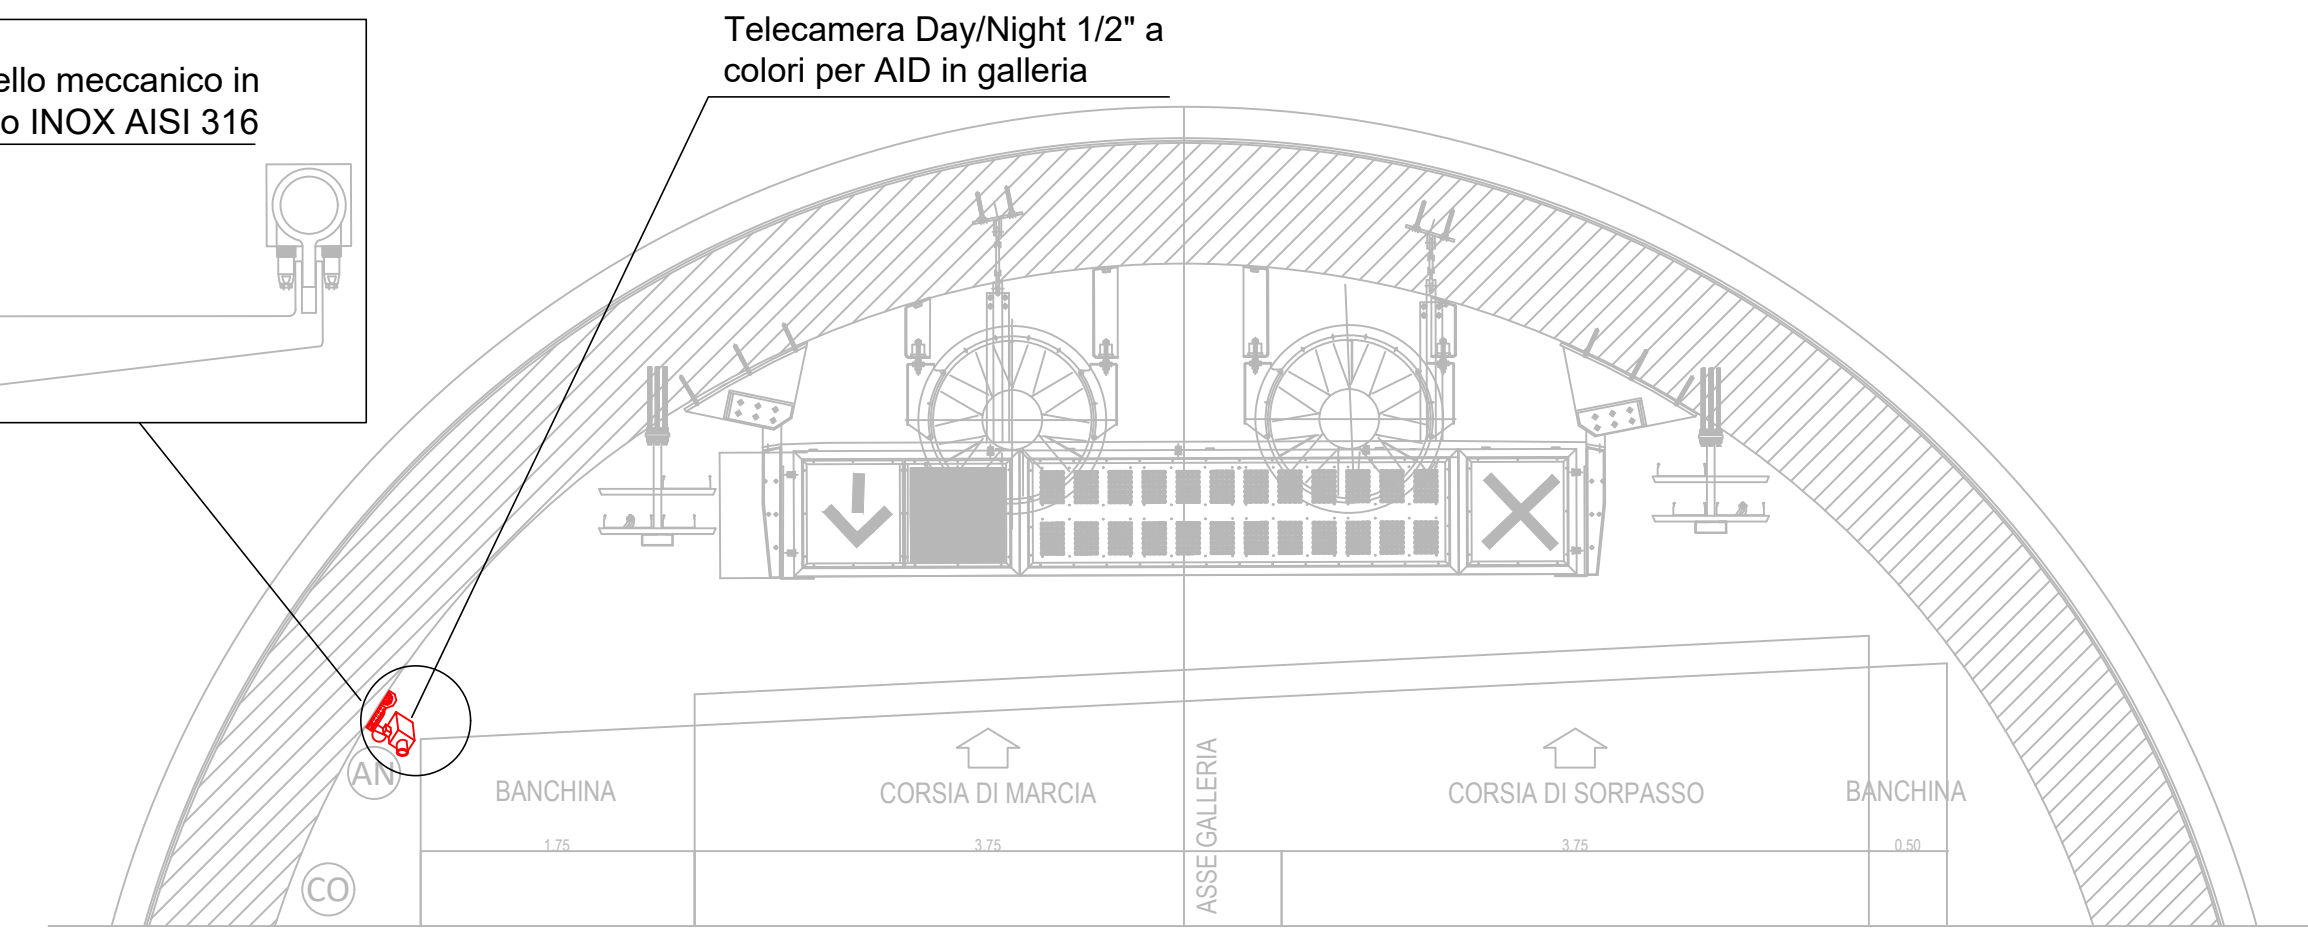 Telecamera Day/Night 1/2" a
colori per AID in galleria
ello meccanico in
o INOX AISI 316
AN
CO
BANCHINA
1.75
CORSIA DI MARCIA
3.75
ASSE GALLERIA
CORSIA DI SORPASSO
3.75
BANCHINA
0.50